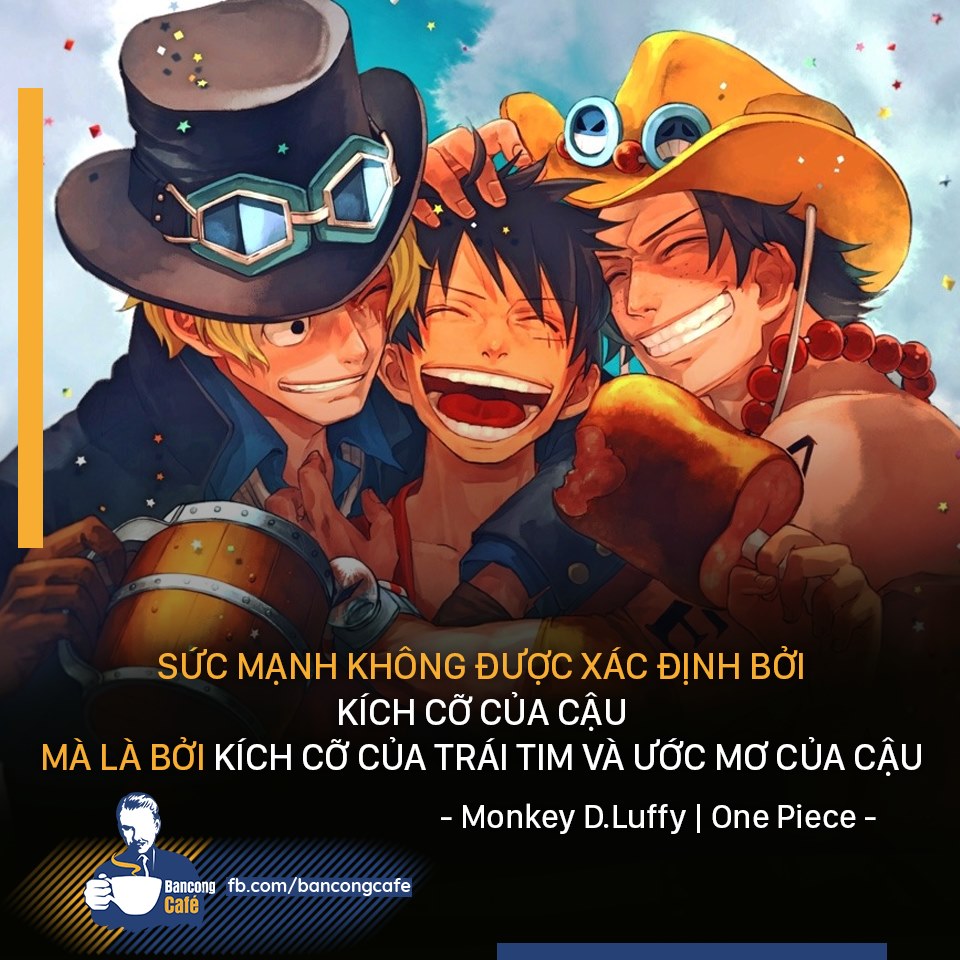 SỨC MẠNH KHÔNG ĐƯỢC XÁC ĐỊNH BỞI
KÍCH CỠ CỦA CẬU
MÀ LÀ BỞI KÍCH CỠ CỦA TRÁI TIM VÀ ƯỚC MƠ CỦA CẬU
- Monkey D.Luffy | One Piece -
Bancong
Café
fb.com/bancongcafe